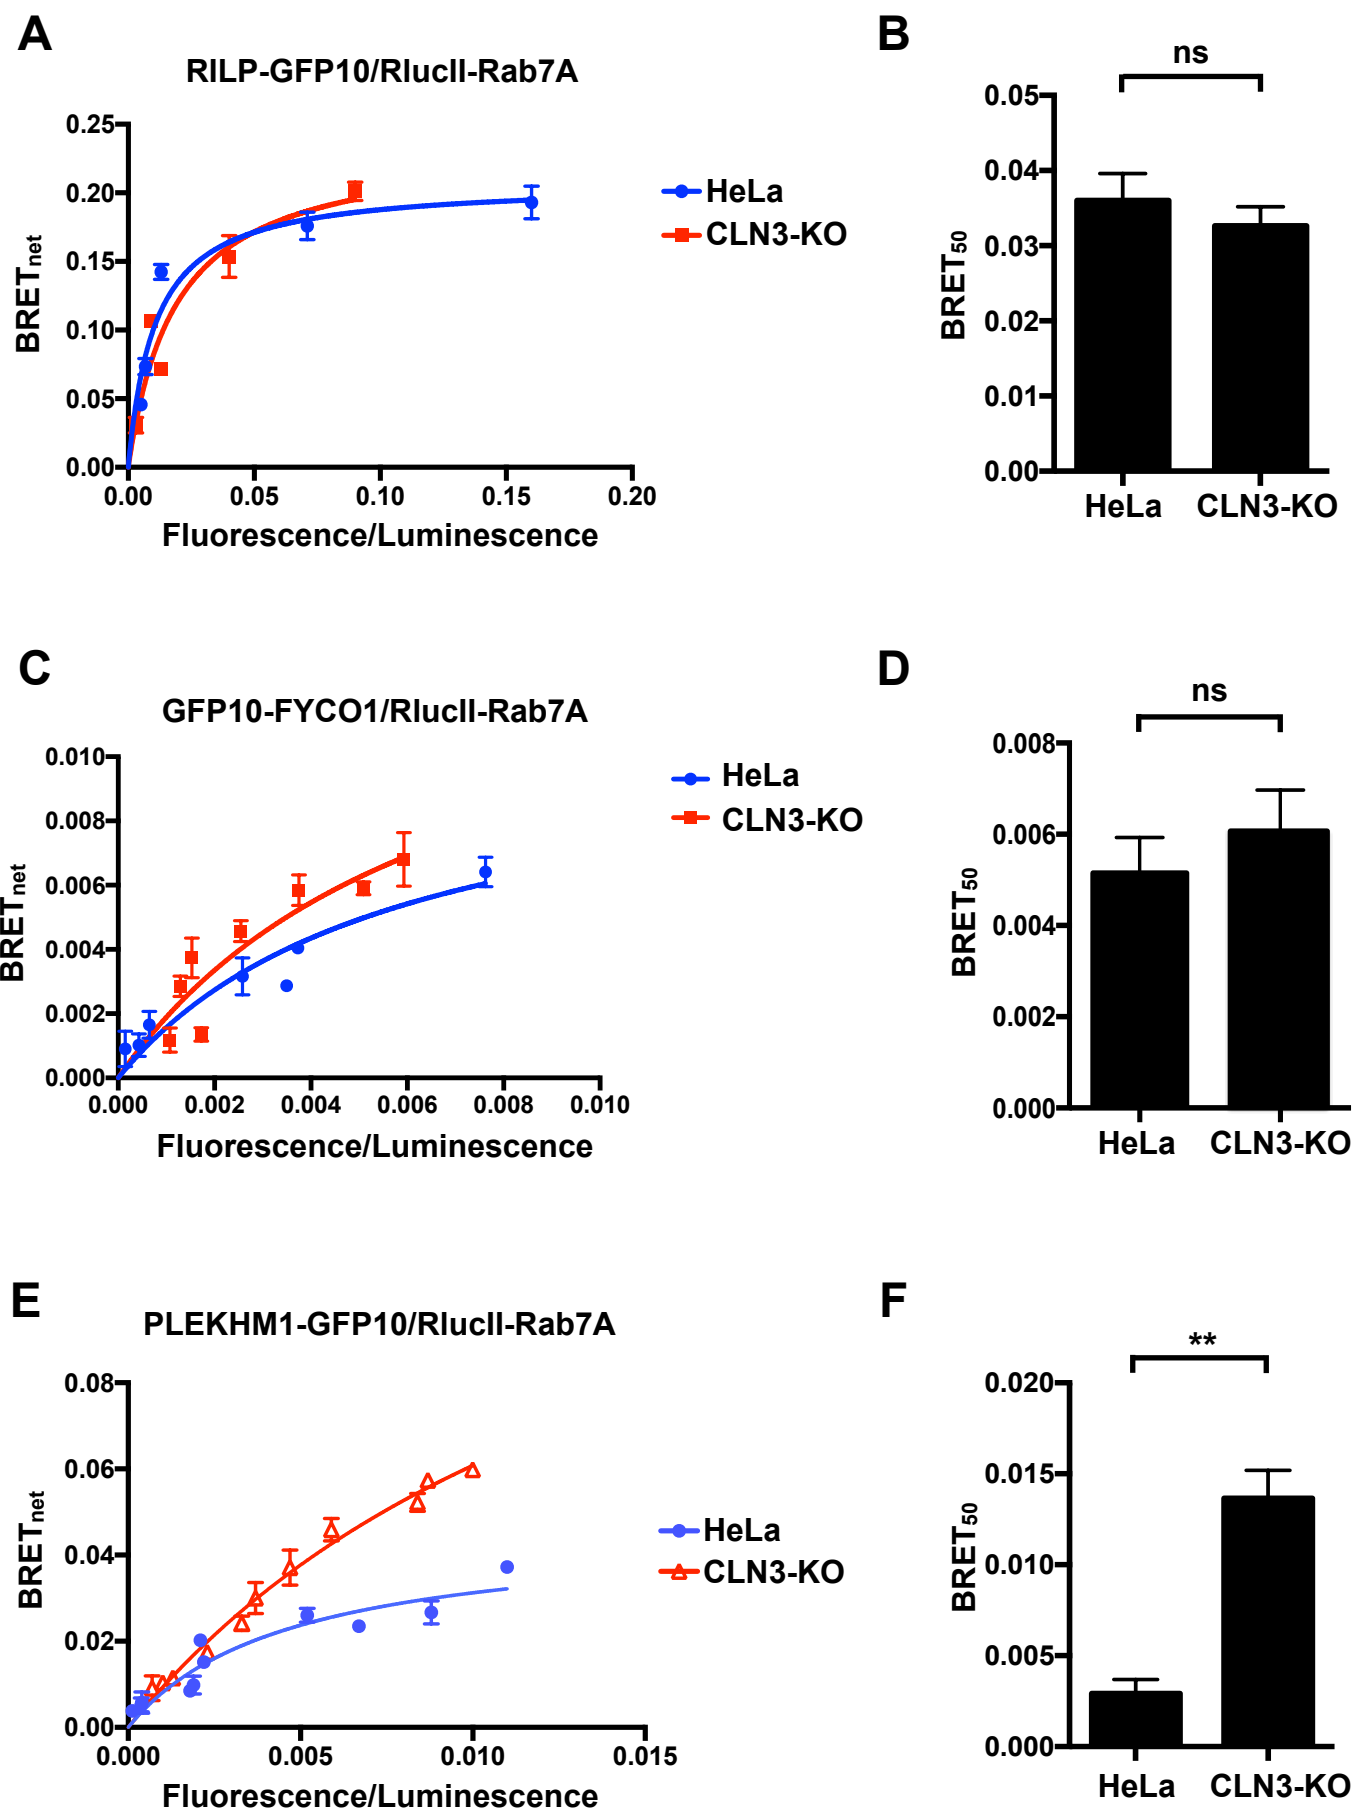 A
RILP-GFP10/RlucII-Rab7A
BRETnet
0.25
0.20
0.15
0.10
0.05
0.00
0.00 0.05 0.10 0.15 0.20
Fluorescence/Luminescence
HeLa
CLN3-KO
B
ns
BRET50
0.05
0.04
0.03
0.02
0.01
0.00
HeLa CLN3-KO
C
GFP10-FYCO1/RlucII-Rab7A
BRETnet
0.010
0.008
0.006
0.004
0.002
0.000
0.000 0.002 0.004 0.006 0.008 0.010
Fluorescence/Luminescence
HeLa
CLN3-KO
D
ns
BRET50
0.008
0.006
0.004
0.002
0.000
HeLa CLN3-KO
E
PLEKHM1-GFP10/RlucII-Rab7A
BRETnet
0.08
0.06
0.04
0.02
0.00
0.000 0.005 0.010 0.015
Fluorescence/Luminescence
HeLa
CLN3-KO
F
**
BRET50
0.020
0.015
0.010
0.005
0.000
HeLa CLN3-KO